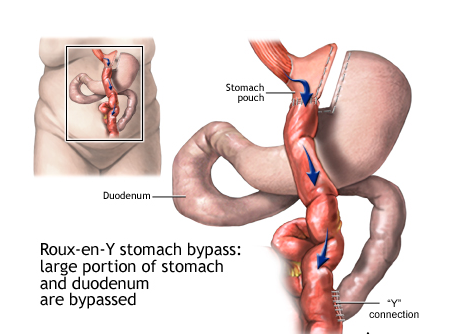 Stomach
pouch
Duodenum
Roux-en-Y stomach bypass:
large portion of stomach
and duodenum
are bypassed
“Y”
connection